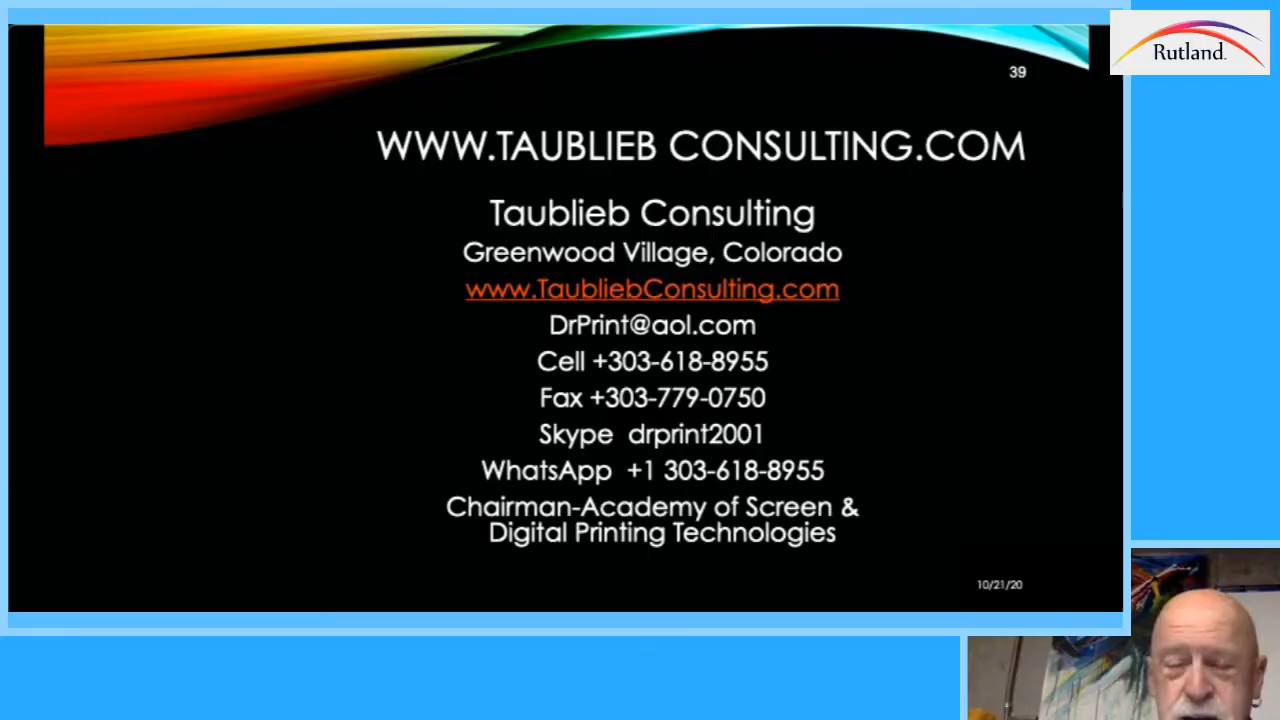 Rutland.
39
WWW.TAUBLIEB CONSULTING.COM
Taublieb Consulting
Greenwood Village, Colorado
www.TaubliebConsulting.com
DrPrint@aol.com
Cell +303-618-8955
Fax +303-779-0750
Skype  drprint2001
WhatsApp  +1 303-618-8955
Chairman-Academy of Screen &
Digital Printing Technologies
10/21/20